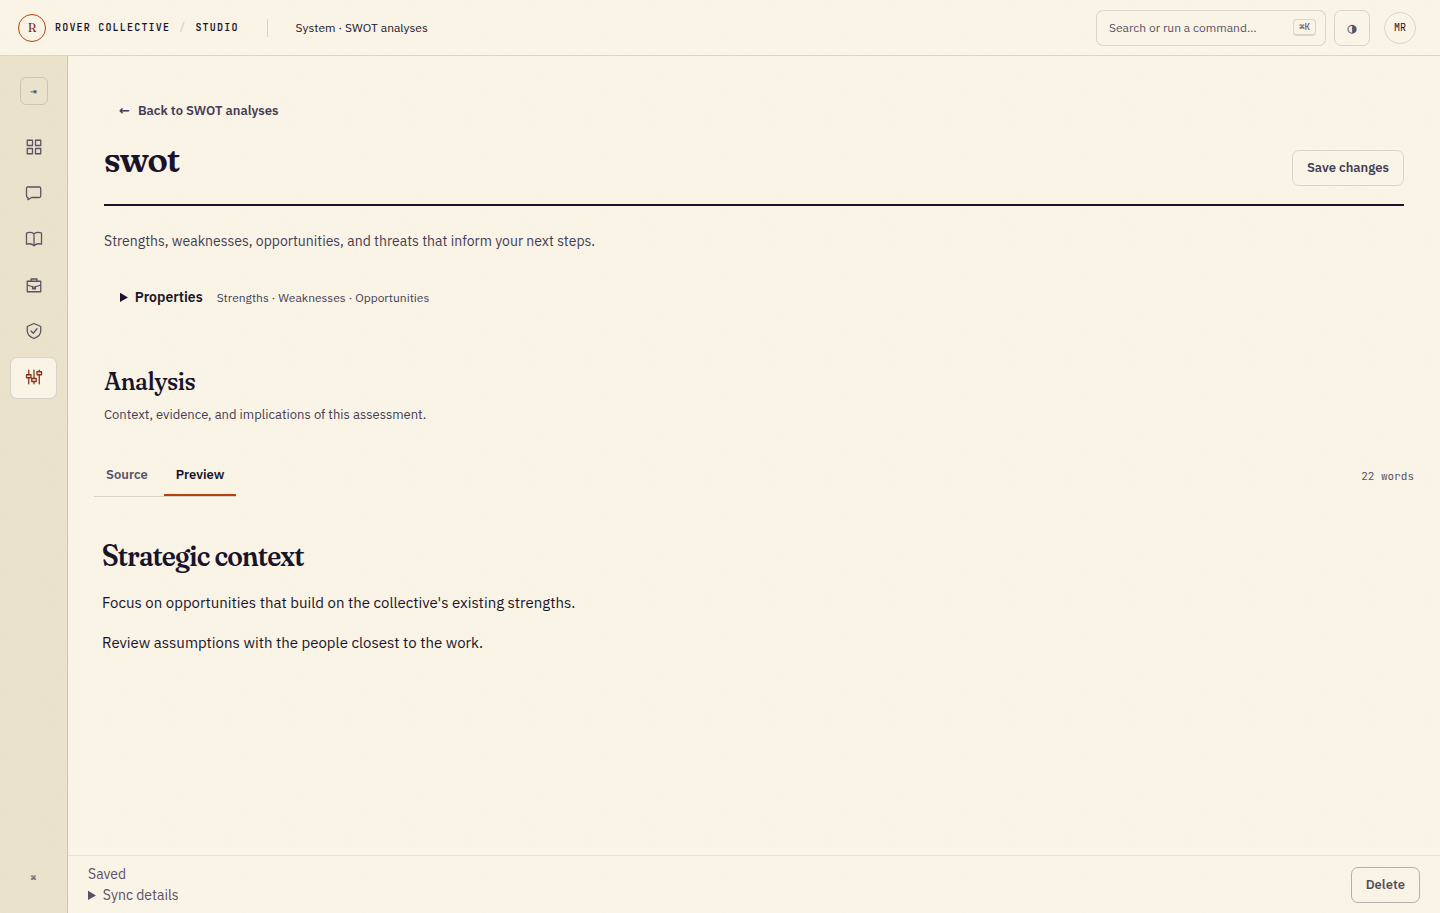 R ROVER COLLECTIVE / STUDIO System · SWOT analyses Search or run a command... ⌘K MR
← Back to SWOT analyses
swot
Save changes
Strengths, weaknesses, opportunities, and threats that inform your next steps.
Properties Strengths · Weaknesses · Opportunities
Analysis
Context, evidence, and implications of this assessment.
Source Preview 22 words
Strategic context
Focus on opportunities that build on the collective's existing strengths.
Review assumptions with the people closest to the work.
⌘
Saved
Sync details
Delete